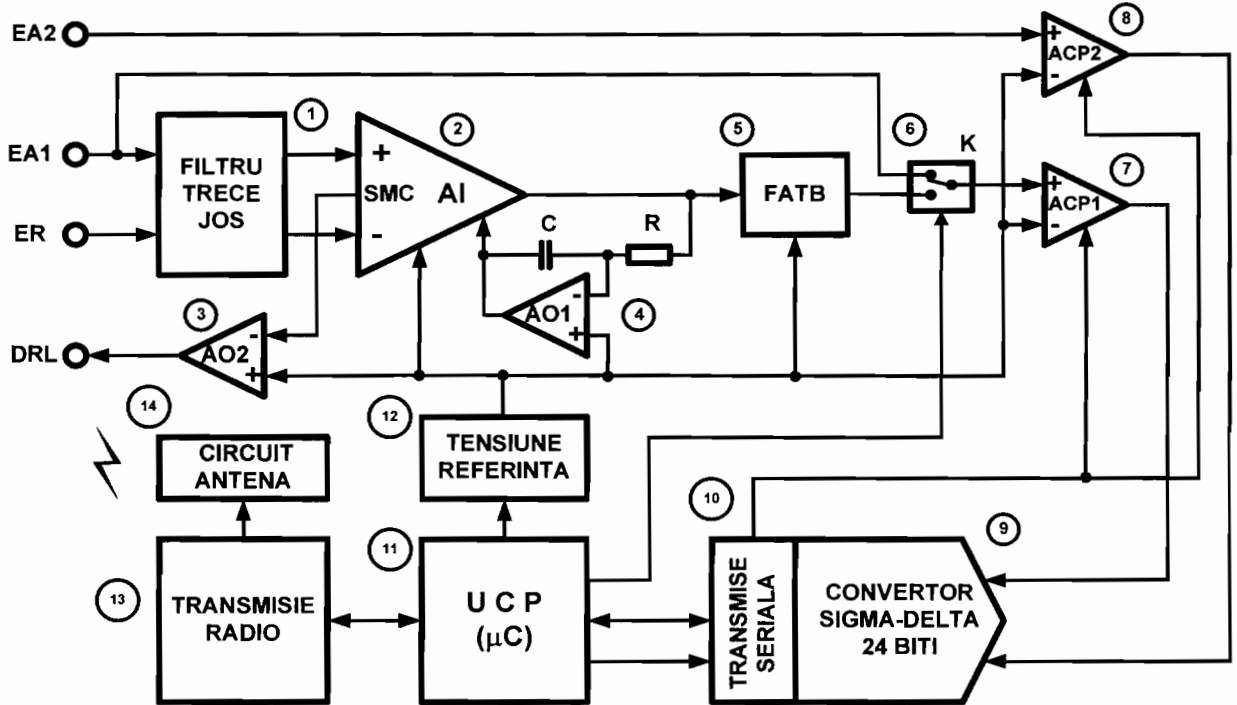 EA2
8
+
ACP2
-
1
2
5
6
K
7
EA1
FILTRU
TRECE
JOS
+
SMC
AI
-
FATB
+
ACP1
-
ER
C
R
3
-
AO1
+
4
DRL
-
AO2
+
14
12
CIRCUIT
ANTENA
TENSIUNE
REFERINTA
10
9
11
13
TRANSMISIE
RADIO
U C P
(μC)
TRANSMISE
SERIALA
CONVERTOR
SIGMA-DELTA
24 BITI